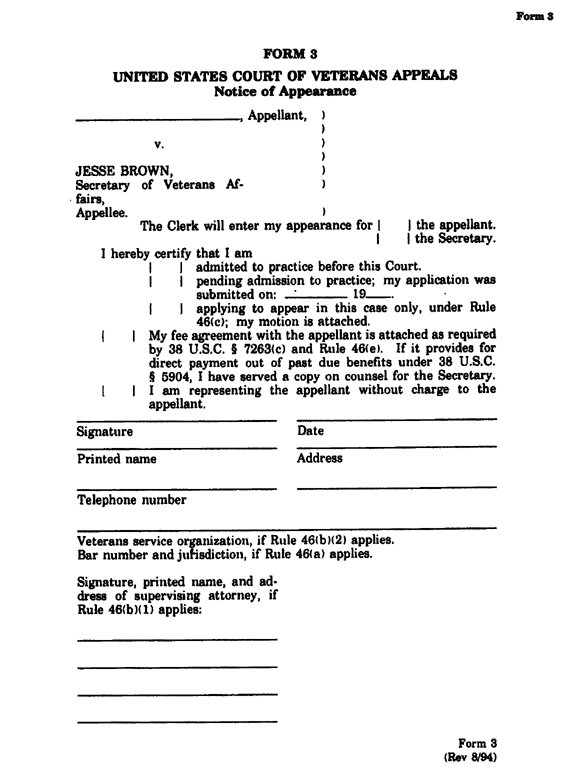 Form 3
FORM 3
UNITED STATES COURT OF VETERANS APPEALS
Notice of Appearance
____________________, Appellant, )
)
v. )
)
JESSE BROWN, )
Secretary of Veterans Af- )
fairs,
Appellee. )
The Clerk will enter my appearance for | | the appellant.
| | the Secretary.
I hereby certify that I am
| | admitted to practice before this Court.
| | pending admission to practice; my application was
submitted on: ________ 19___.
| | applying to appear in this case only, under Rule
46(c); my motion is attached.
| | My fee agreement with the appellant is attached as required
by 38 U.S.C. § 7263(c) and Rule 46(e). If it provides for
direct payment out of past due benefits under 38 U.S.C.
§ 5904, I have served a copy on counsel for the Secretary.
| | I am representing the appellant without charge to the
appellant.
Signature Date
Printed name Address
Telephone number
Veterans service organization, if Rule 46(b)(2) applies.
Bar number and jurisdiction, if Rule 46(a) applies.
Signature, printed name, and ad-
dress of supervising attorney, if
Rule 46(b)(1) applies:
Form 3
(Rev 8/94)